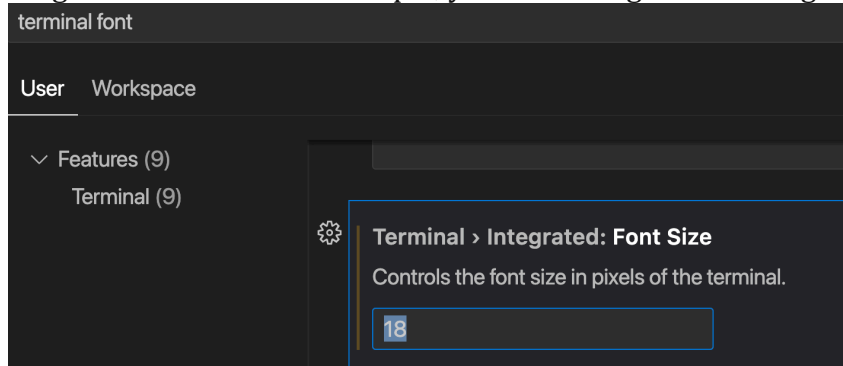 terminal font
User Workspace
Features (9)
Terminal (9)
Terminal › Integrated: Font Size
Controls the font size in pixels of the terminal.
18